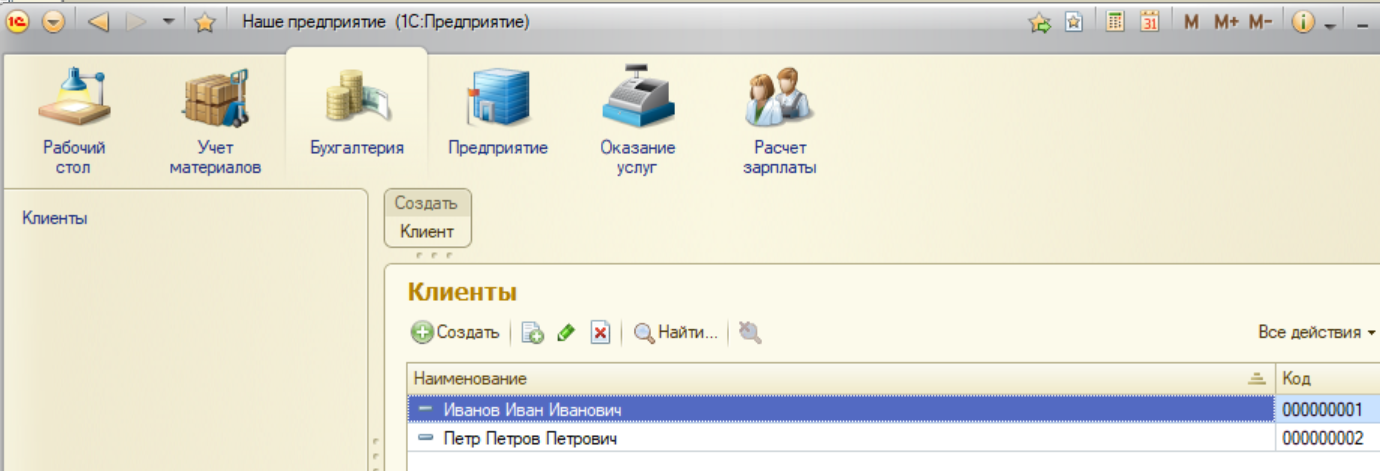 Наше предприятие (1С:Предприятие)
31 M M+ M-
Рабочий стол
Учет материалов
Бухгалтерия
Предприятие
Оказание услуг
Расчет зарплаты
Клиенты
Создать
Клиент
Клиенты
Создать Найти... Все действия
Наименование Код
Иванов Иван Иванович 000000001
Петр Петров Петрович 000000002